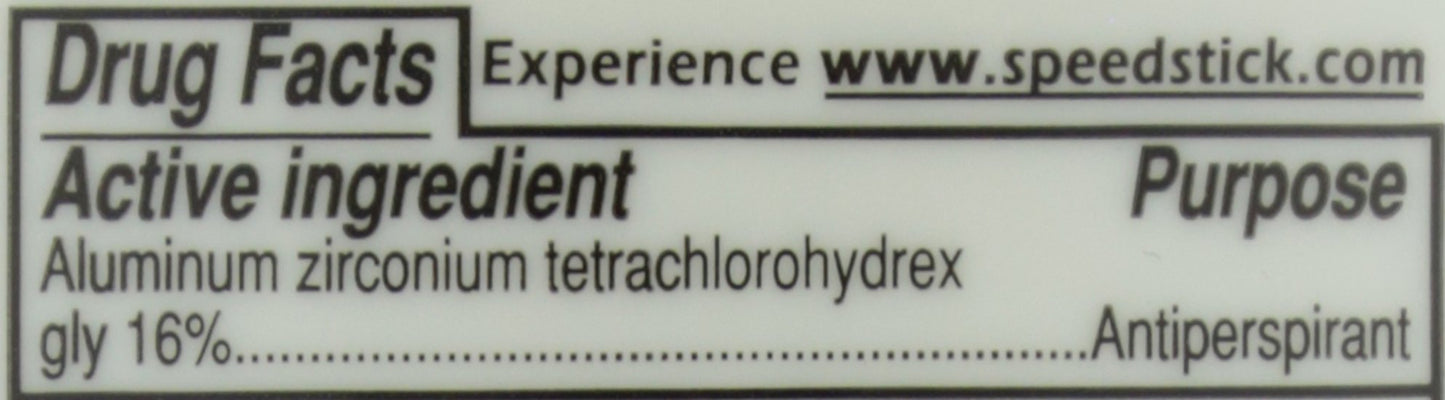 Drug Facts Experience www.speedstick.com
Active ingredient Purpose
Aluminum zirconium tetrachlorohydrex
gly 16%......................................................Antiperspirant